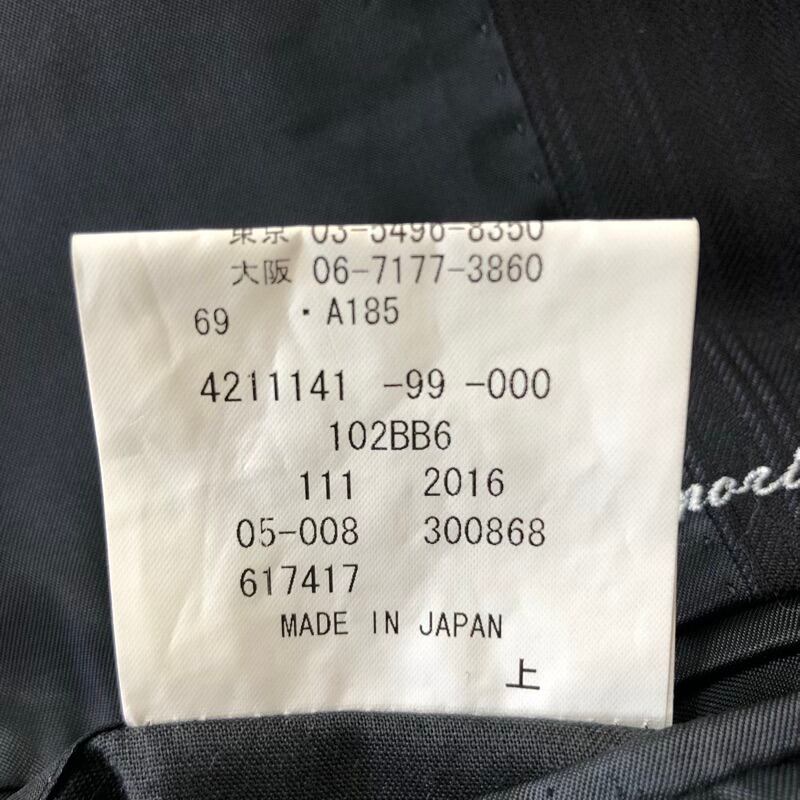 東京 03-5496-8350
大阪 06-7177-3860
69 ・A185
4211141 -99 -000
102BB6
111 2016
05-008 300868
617417
MADE IN JAPAN
上